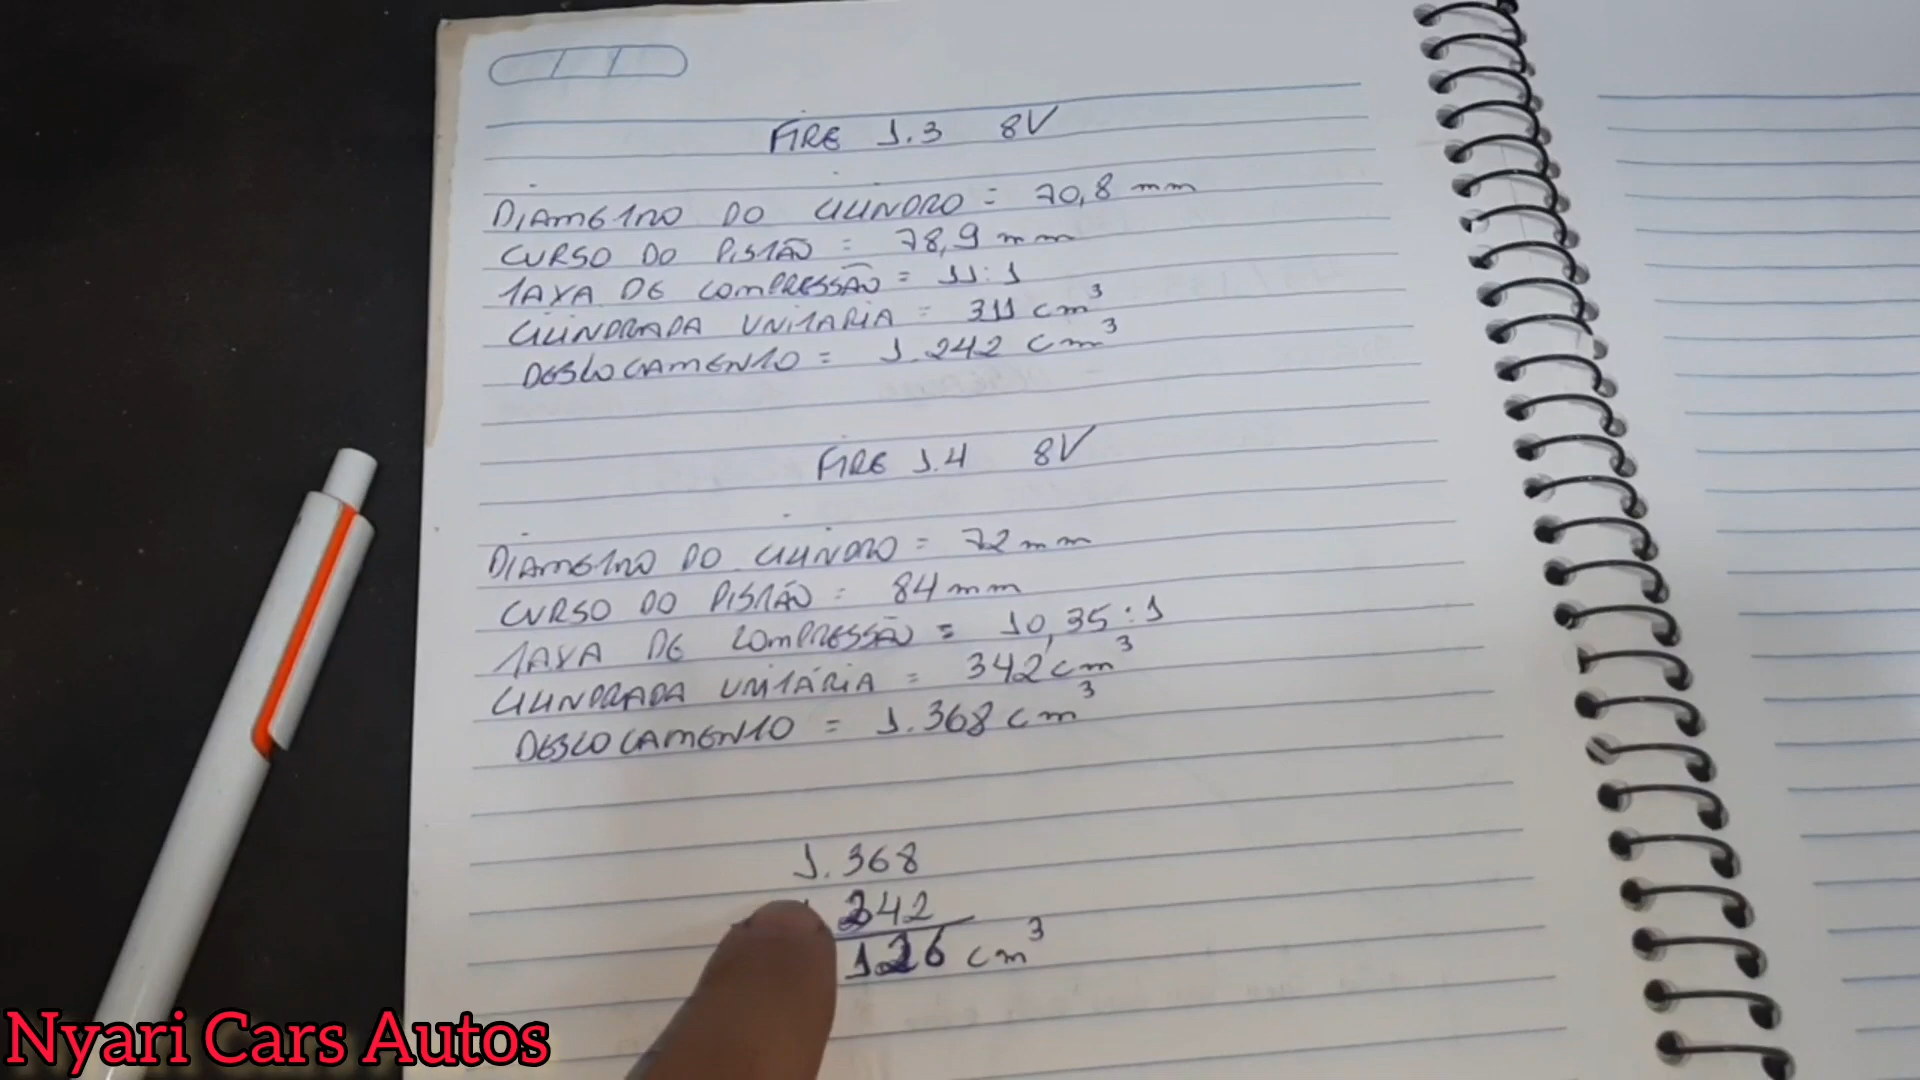 FIRE 1.3 8V
DIAMETRO DO CILINDRO = 70,8 mm
CURSO DO PISTÃO = 78,9 mm
TAXA DE COMPRESSÃO = 11:1
CILINDRADA UNITARIA = 311 cm³
DESLOCAMENTO = 1.242 cm³
FIRE 1.4 8V
DIAMETRO DO CILINDRO = 72 mm
CURSO DO PISTÃO = 84 mm
TAXA DE COMPRESSÃO = 10,35:1
CILINDRADA UNITÁRIA = 342 cm³
DESLOCAMENTO = 1.368 cm³
1.368
242
126 cm³
Nyari Cars Autos